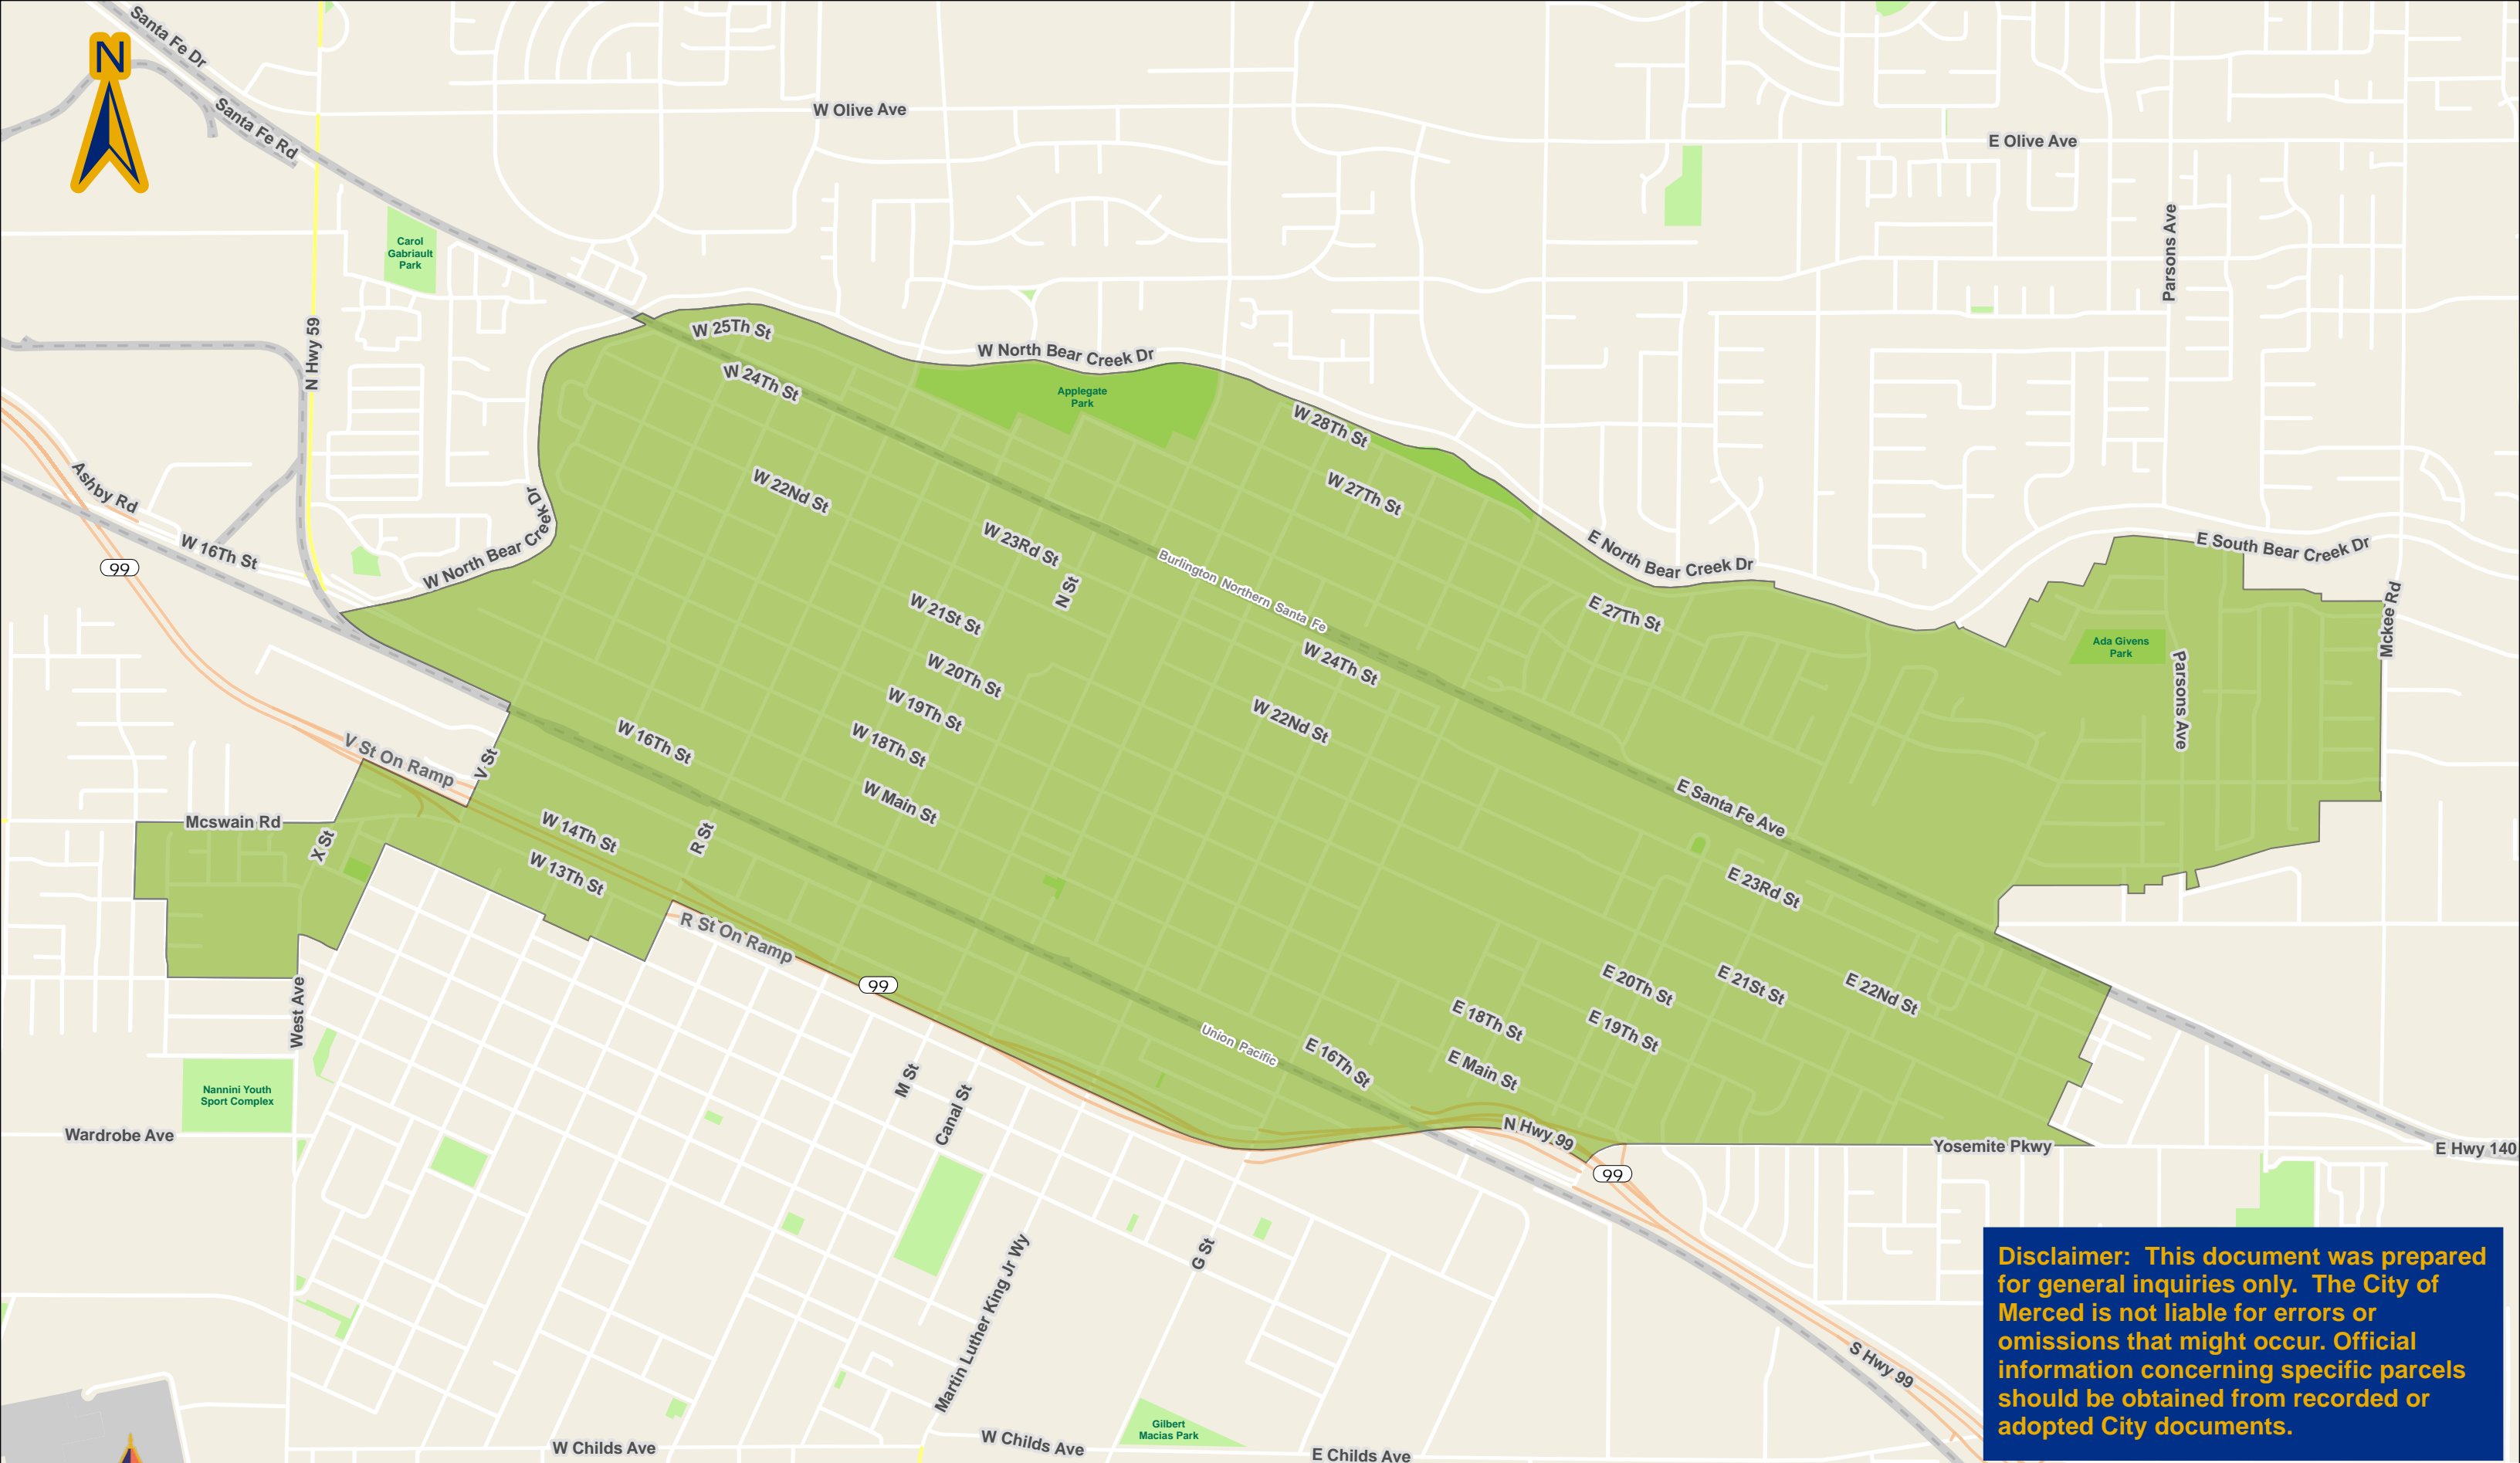 Santa Fe Dr
N
Santa Fe Rd
W Olive Ave
E Olive Ave
Parsons Ave
Carol
Gabriault
Park
N Hwy 59
W 25Th St
W North Bear Creek Dr
W 24Th St
Applegate
Park
W 28Th St
W 27Th St
Ashby Rd
W 22Nd St
W 16Th St
W North Bear Creek Dr
W 23Rd St
N St
Burlington Northern Santa Fe
E North Bear Creek Dr
E South Bear Creek Dr
99
W 21St St
E 27Th St
Mckee Rd
Ada Givens
Park
W 24Th St
W 20Th St
Parsons Ave
W 19Th St
W 22Nd St
W 16Th St
W 18Th St
V St On Ramp
V St
W Main St
E Santa Fe Ave
Mcswain Rd
X St
W 14Th St
R St
W 13Th St
E 23Rd St
R St On Ramp
99
E 20Th St
E 21St St
E 22Nd St
West Ave
E 18Th St
E 19Th St
Union Pacific
E 16Th St
E Main St
M St
Canal St
Nannini Youth
Sport Complex
Wardrobe Ave
N Hwy 99
Yosemite Pkwy
E Hwy 140
99
G St
Martin Luther King Jr Wy
S Hwy 99
Disclaimer:  This document was prepared
for general inquiries only.  The City of
Merced is not liable for errors or
omissions that might occur. Official
information concerning specific parcels
should be obtained from recorded or
adopted City documents.
Gilbert
Macias Park
W Childs Ave
W Childs Ave
E Childs Ave